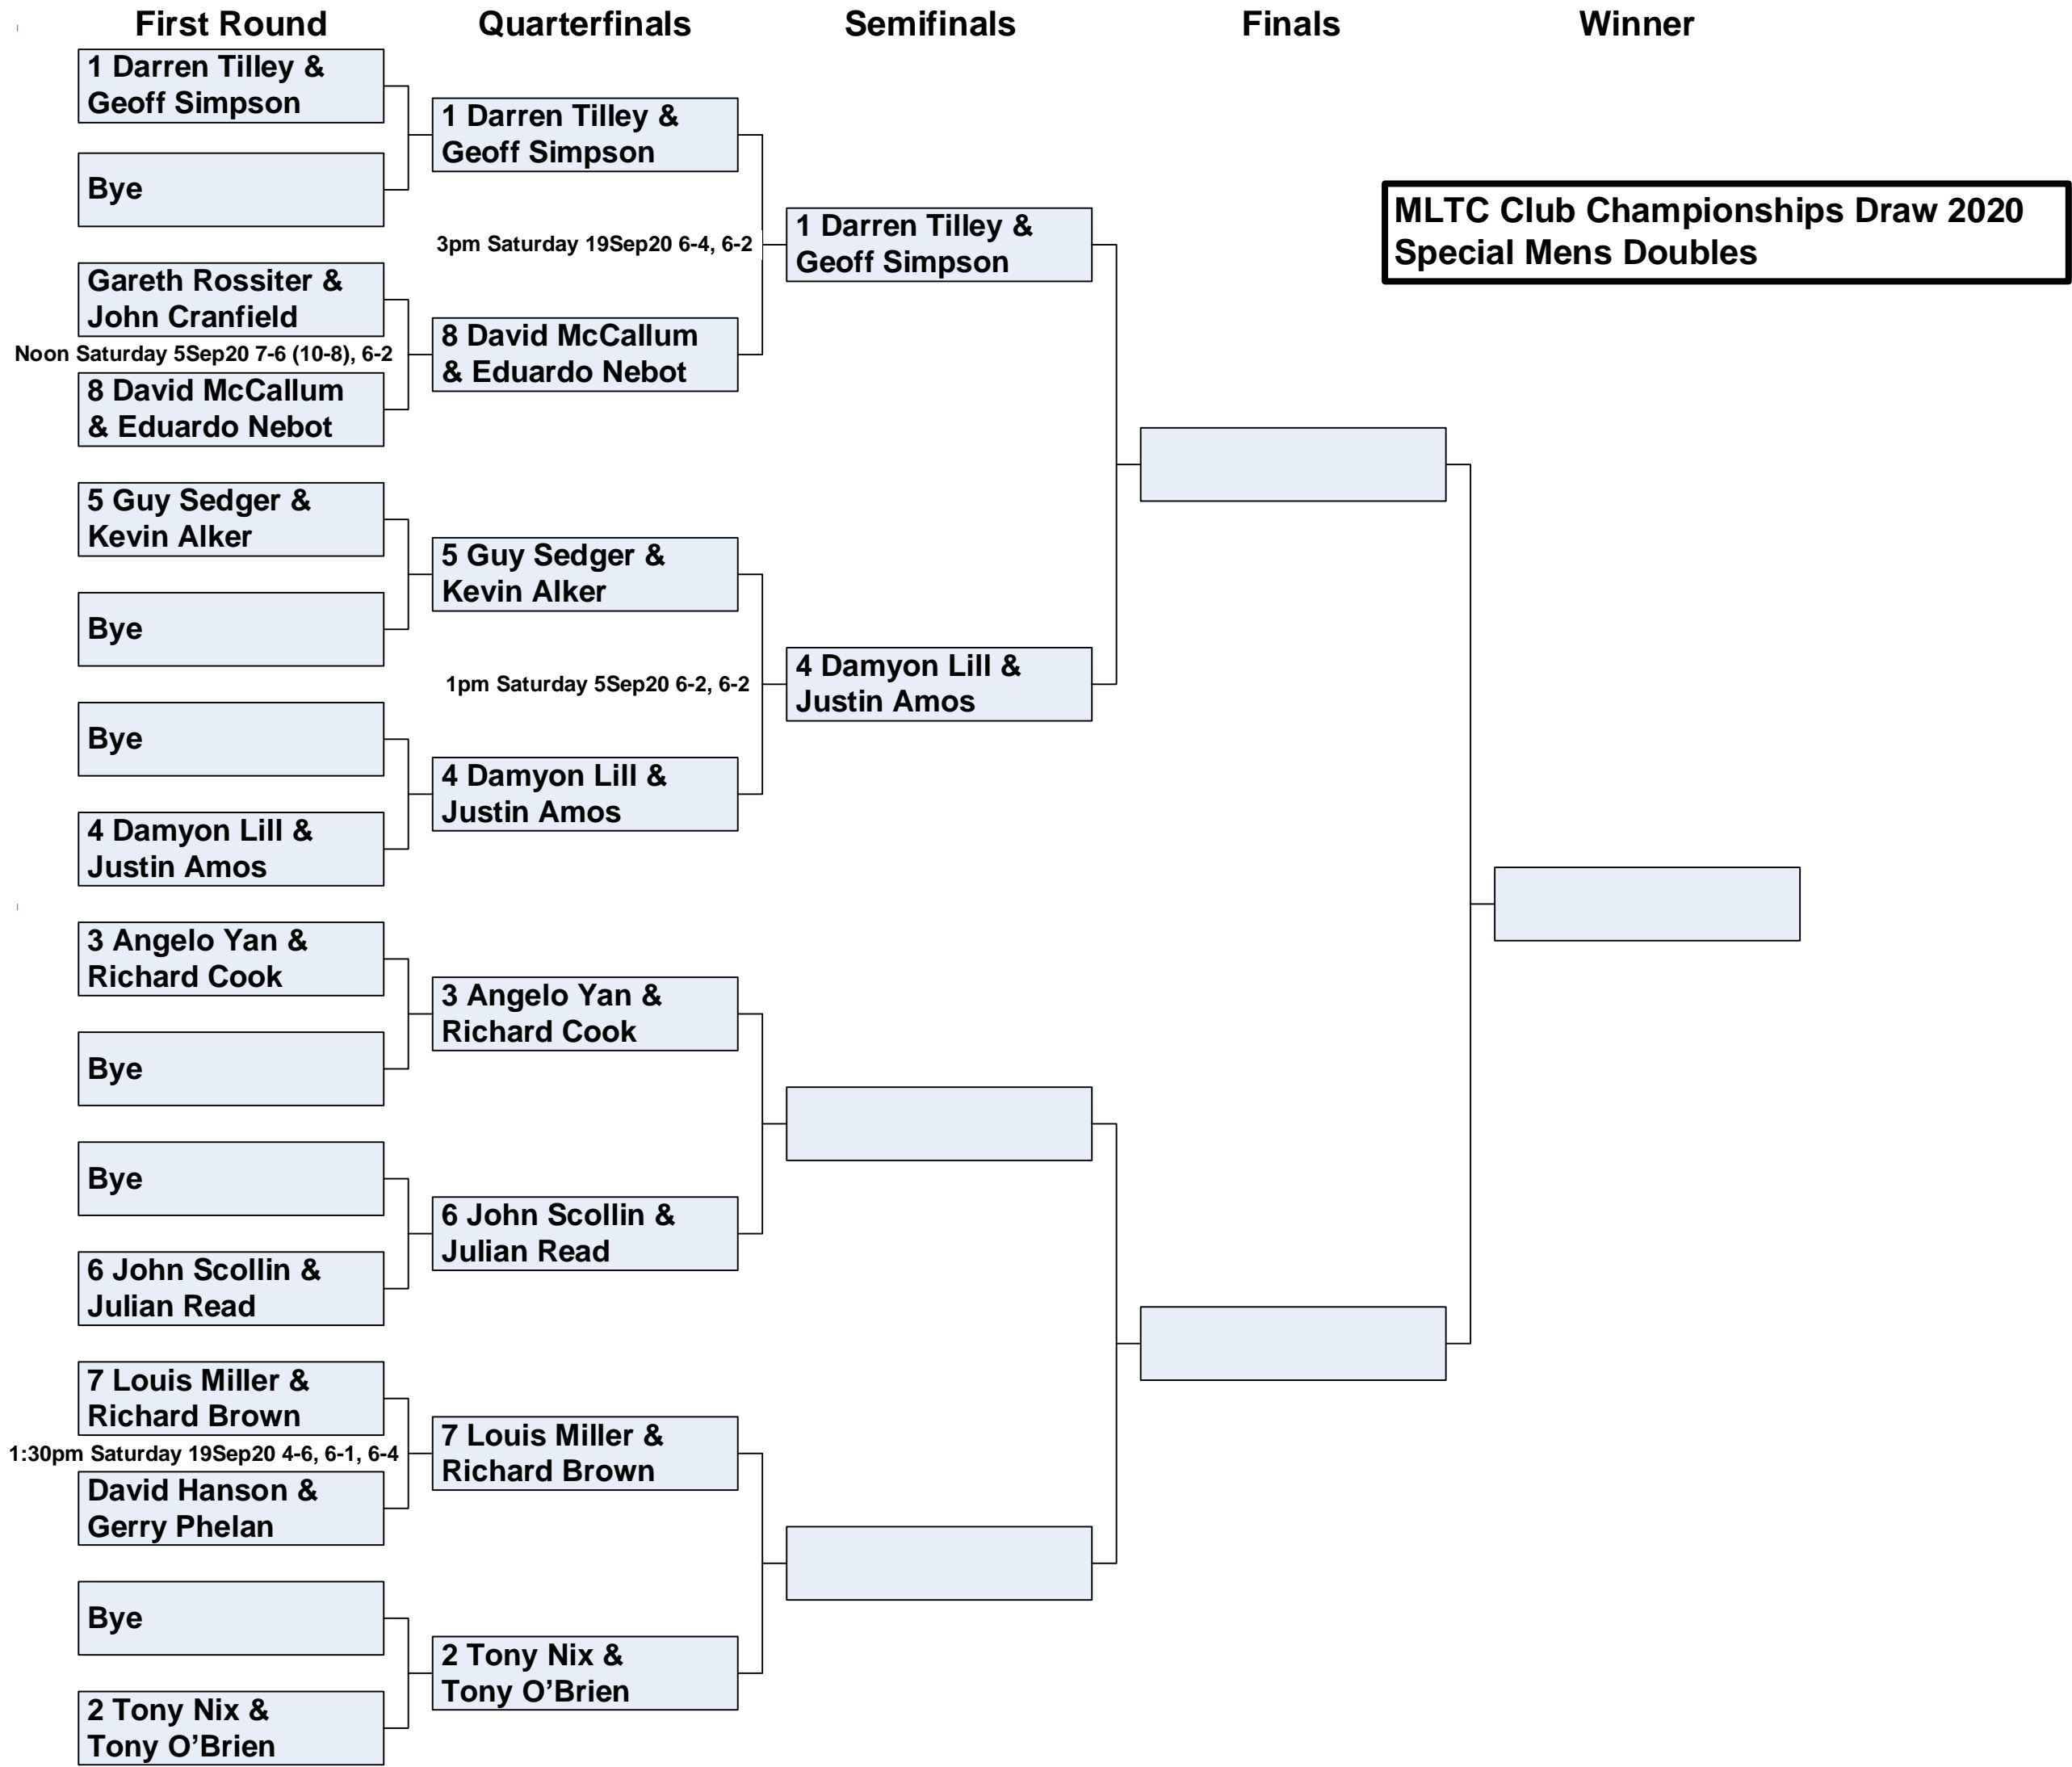 First Round
Quarterfinals
Semifinals
Finals
Winner
MLTC Club Championships Draw 2020
Special Mens Doubles
1 Darren Tilley &
Geoff Simpson
Bye
Gareth Rossiter &
John Cranfield
Noon Saturday 5Sep20 7-6 (10-8), 6-2
8 David McCallum
& Eduardo Nebot
5 Guy Sedger &
Kevin Alker
Bye
Bye
4 Damyon Lill &
Justin Amos
3 Angelo Yan &
Richard Cook
Bye
Bye
6 John Scollin &
Julian Read
7 Louis Miller &
Richard Brown
1:30pm Saturday 19Sep20 4-6, 6-1, 6-4
David Hanson &
Gerry Phelan
Bye
2 Tony Nix &
Tony O’Brien
1 Darren Tilley &
Geoff Simpson
3pm Saturday 19Sep20 6-4, 6-2
8 David McCallum
& Eduardo Nebot
5 Guy Sedger &
Kevin Alker
1pm Saturday 5Sep20 6-2, 6-2
4 Damyon Lill &
Justin Amos
3 Angelo Yan &
Richard Cook
6 John Scollin &
Julian Read
7 Louis Miller &
Richard Brown
2 Tony Nix &
Tony O’Brien
1 Darren Tilley &
Geoff Simpson
4 Damyon Lill &
Justin Amos